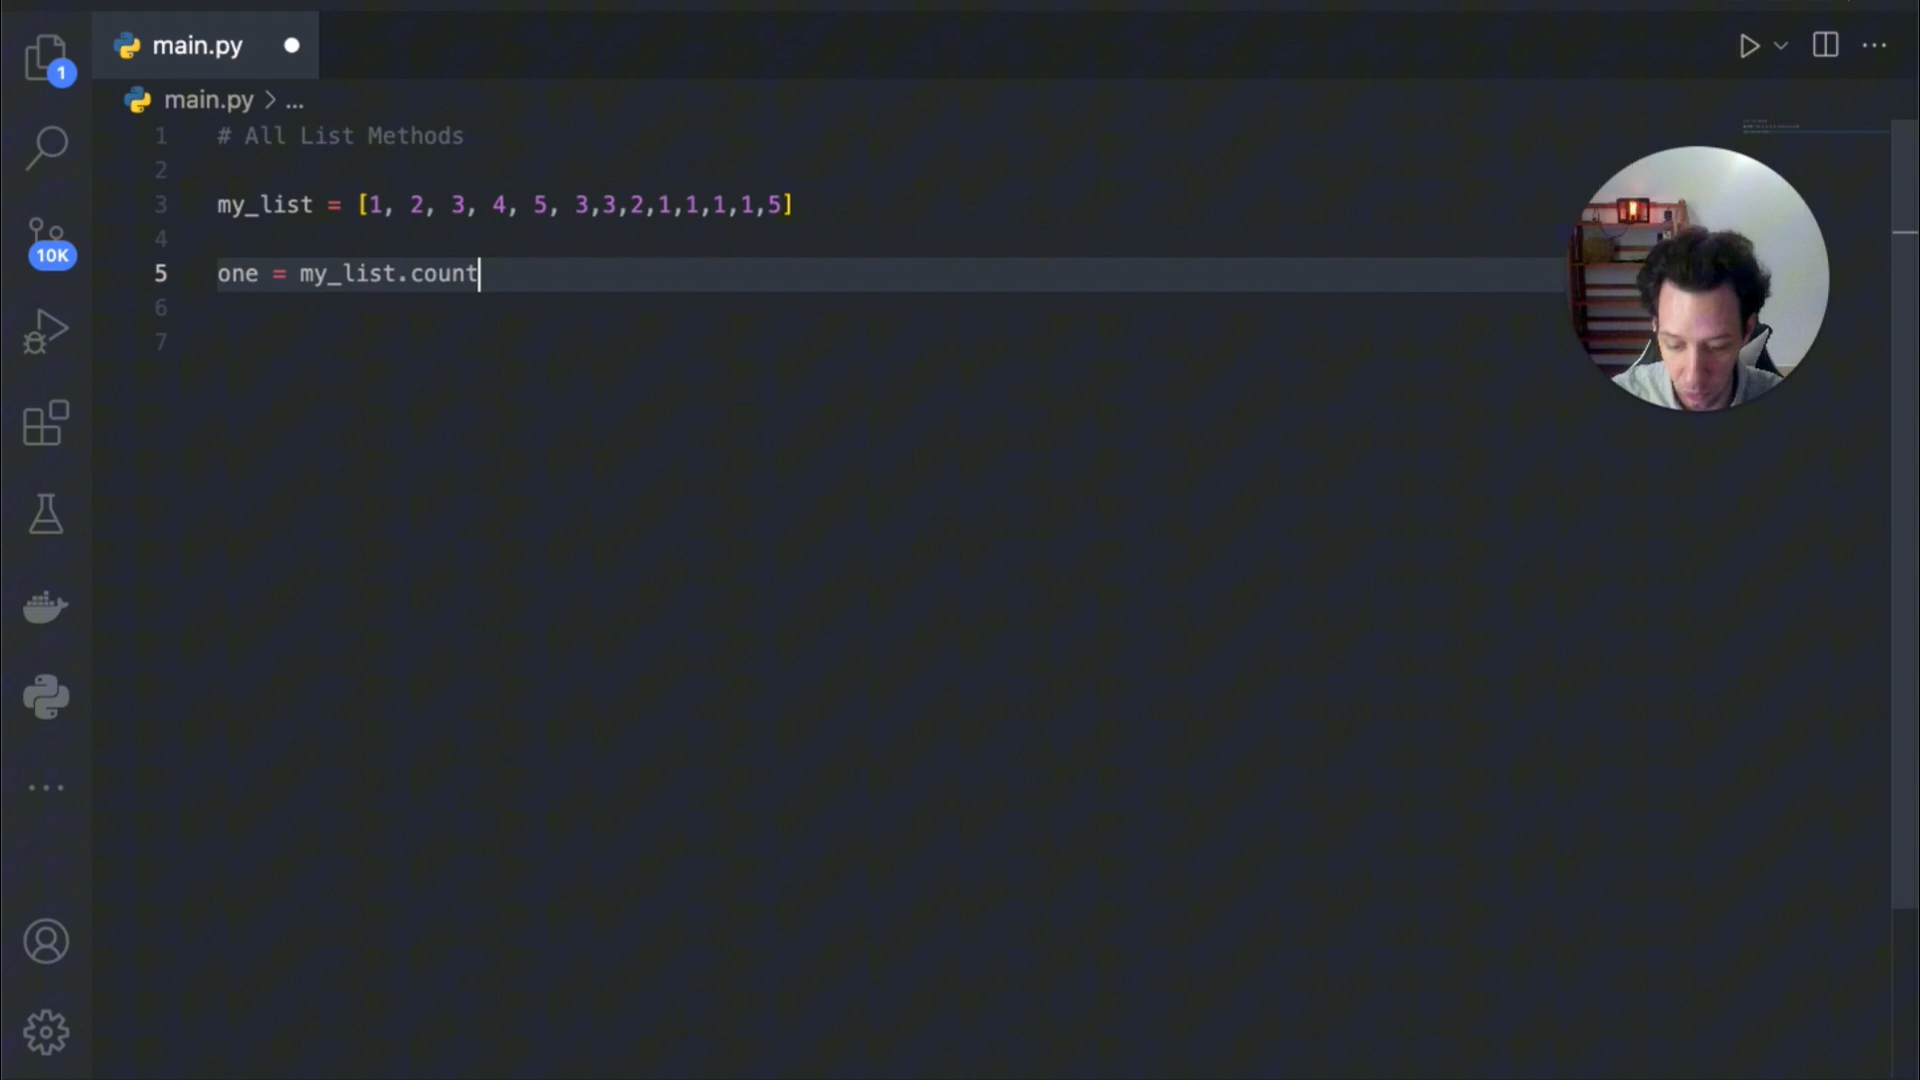 main.py
main.py > ...
1 # All List Methods
2
3 my_list = [1, 2, 3, 4, 5, 3,3,2,1,1,1,1,5]
4
5 one = my_list.count
6
7
1
10K